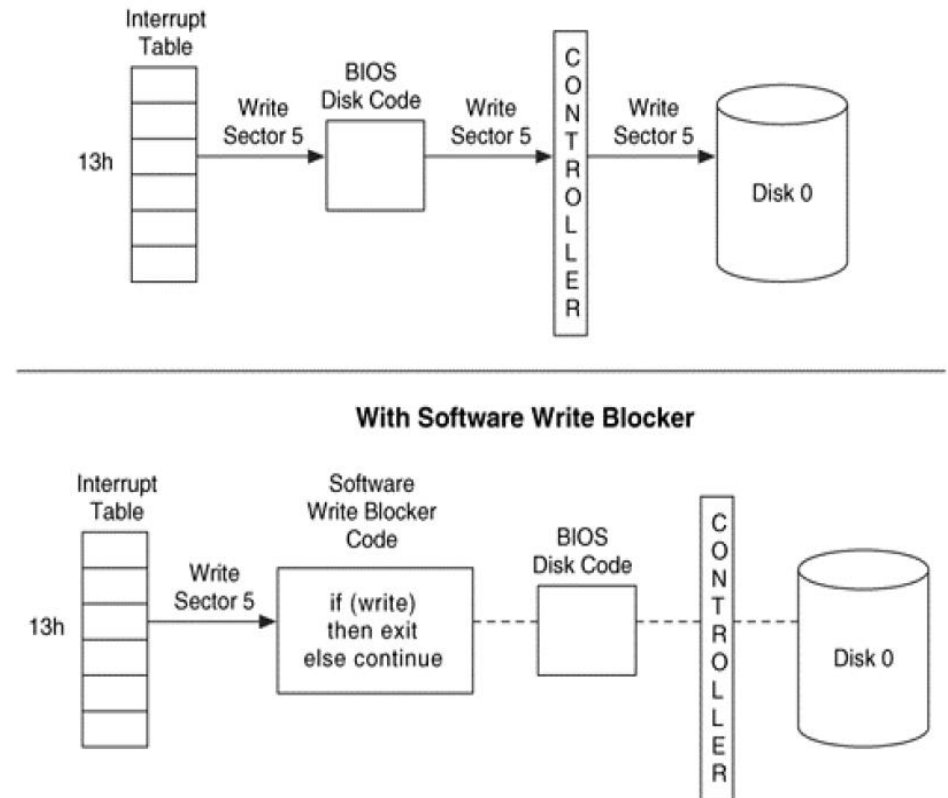 Interrupt
Table
13h
Write
Sector 5
BIOS
Disk Code
Write
Sector 5
CONTROLLER
Write
Sector 5
Disk 0
With Software Write Blocker
Interrupt
Table
13h
Write
Sector 5
Software
Write Blocker
Code
if (write)
then exit
else continue
BIOS
Disk Code
CONTROLLER
Disk 0